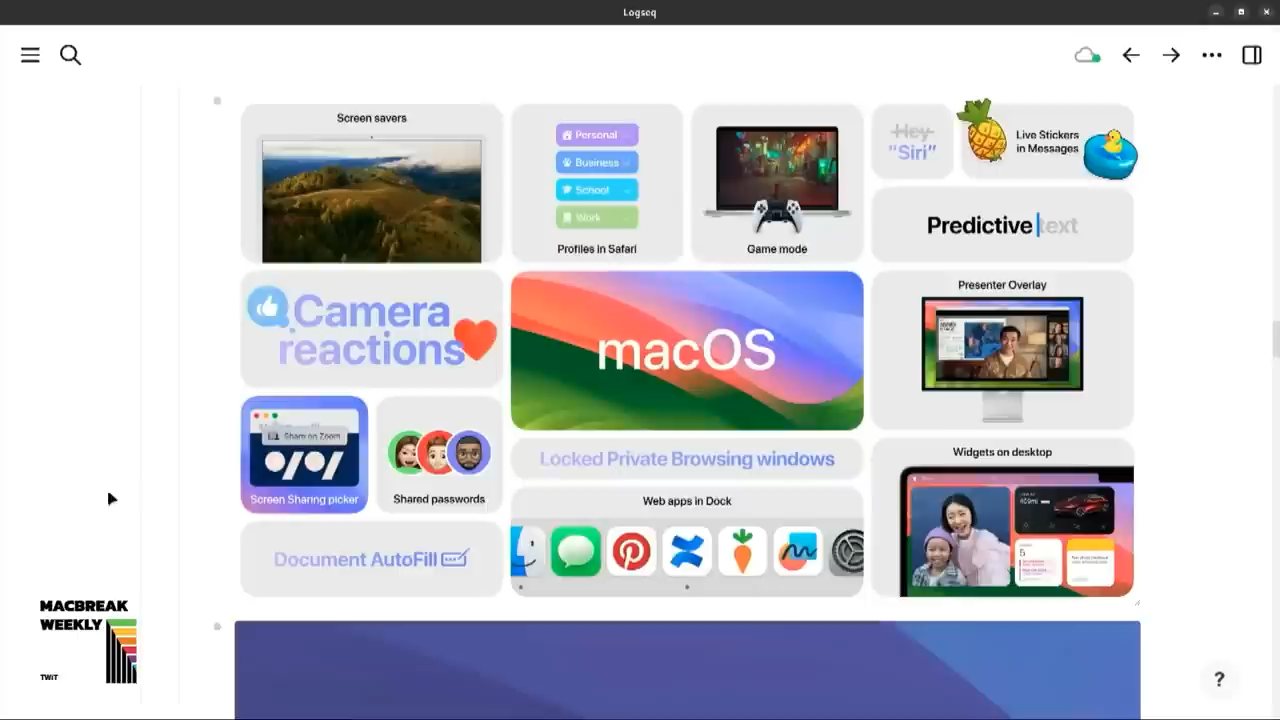 Logseq
Screen savers
Personal
Business
School
Work
Profiles in Safari
Game mode
Hey
"Siri"
Live Stickers
in Messages
Predictive text
Camera
reactions
macOS
Presenter Overlay
Share on Zoom
Screen Sharing picker
Shared passwords
Locked Private Browsing windows
Web apps in Dock
Widgets on desktop
5
Document AutoFill
MACBREAK
WEEKLY
TWiT
?